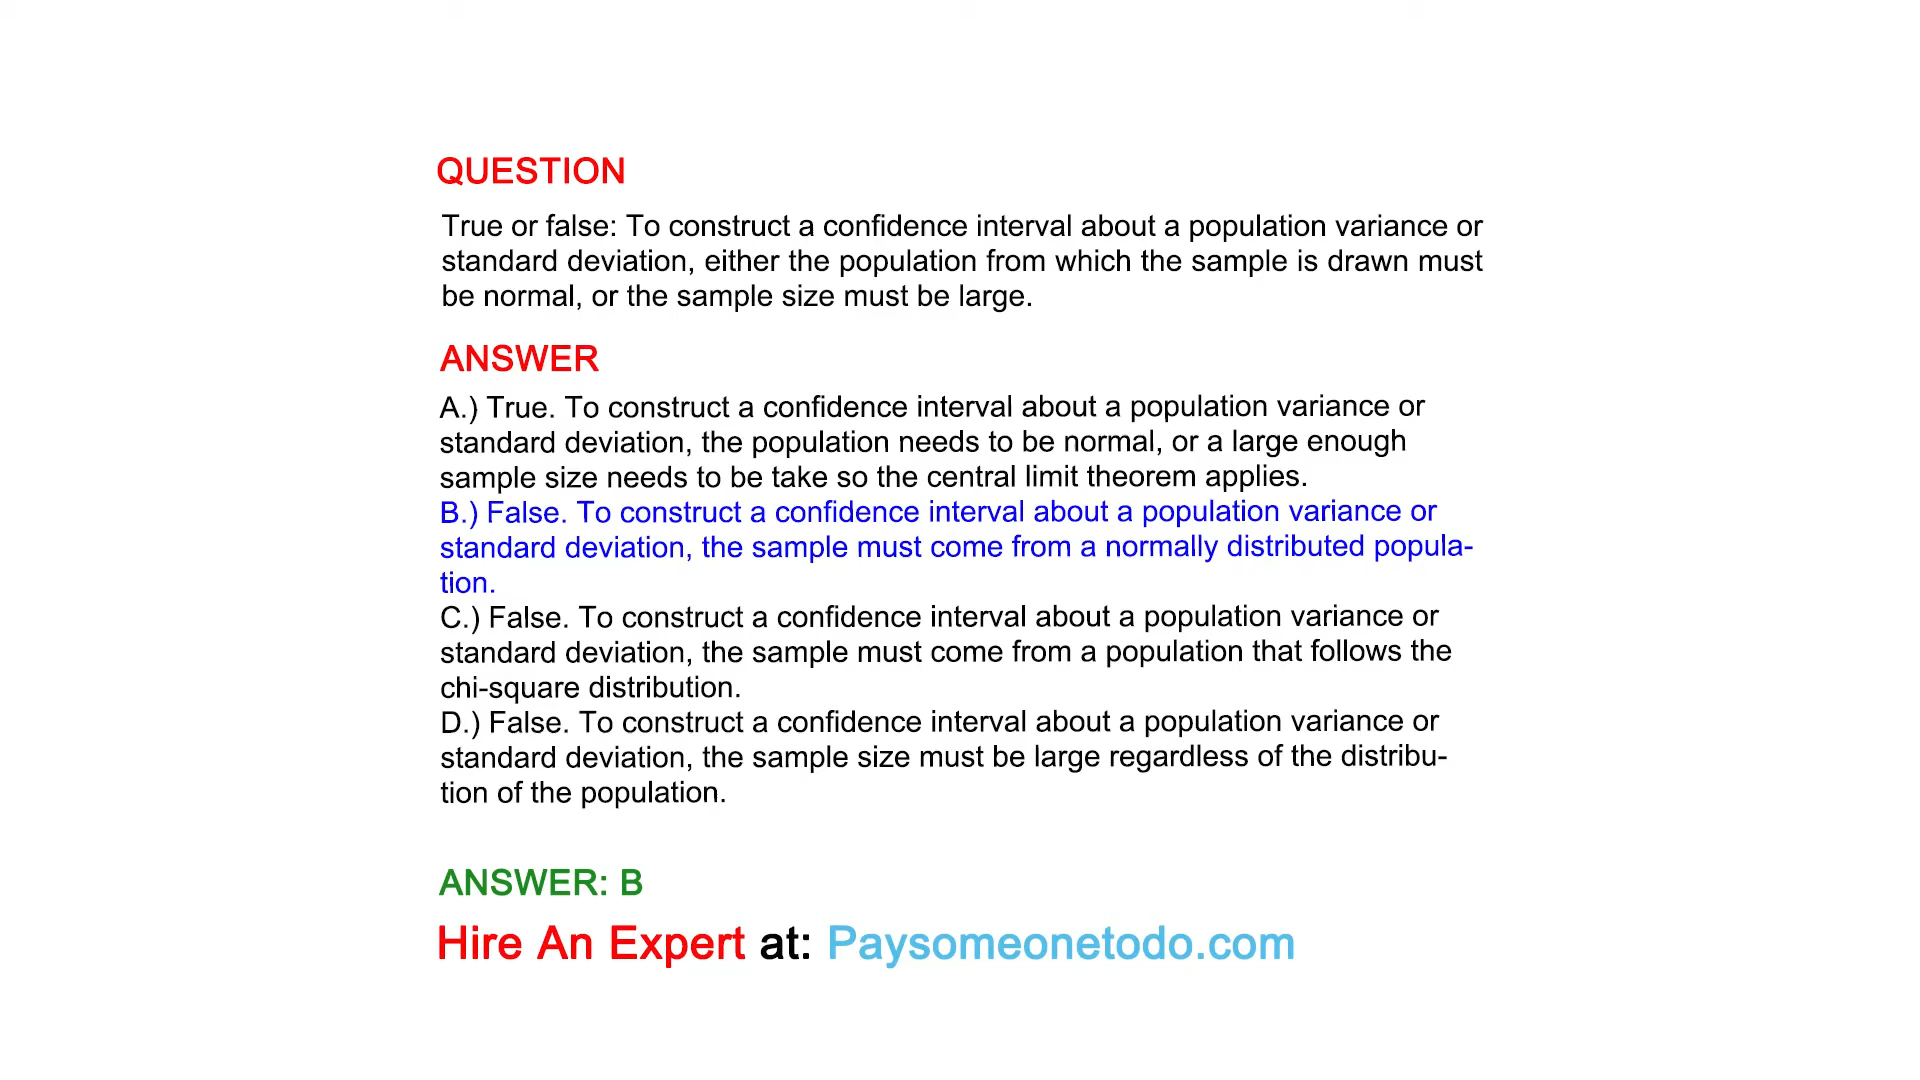 QUESTION
True or false: To construct a confidence interval about a population variance or
standard deviation, either the population from which the sample is drawn must
be normal, or the sample size must be large.
ANSWER
A.) True. To construct a confidence interval about a population variance or
standard deviation, the population needs to be normal, or a large enough
sample size needs to be take so the central limit theorem applies.
B.) False. To construct a confidence interval about a population variance or
standard deviation, the sample must come from a normally distributed popula-
tion.
C.) False. To construct a confidence interval about a population variance or
standard deviation, the sample must come from a population that follows the
chi-square distribution.
D.) False. To construct a confidence interval about a population variance or
standard deviation, the sample size must be large regardless of the distribu-
tion of the population.
ANSWER: B
Hire An Expert at: Paysomeonetodo.com